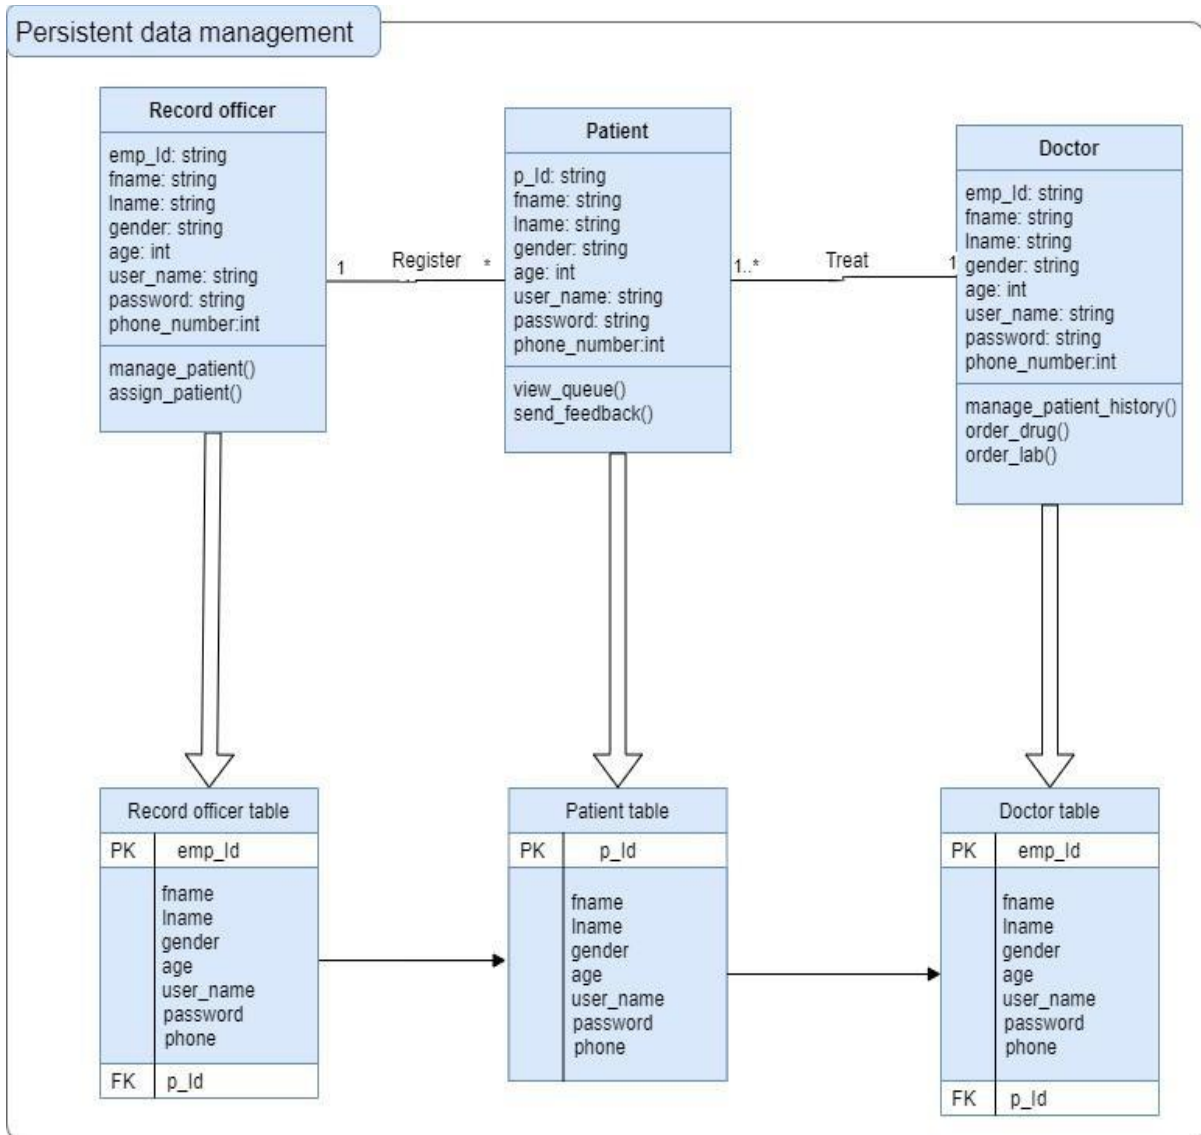 Persistent data management
Record officer
emp_Id: string
fname: string
lname: string
gender: string
age: int
user_name: string
password: string
phone_number:int
manage_patient()
assign_patient()
1
Register
*
Patient
p_Id: string
fname: string
lname: string
gender: string
age: int
user_name: string
password: string
phone_number:int
view_queue()
send_feedback()
1..*
Treat
1
Doctor
emp_Id: string
fname: string
lname: string
gender: string
age: int
user_name: string
password: string
phone_number:int
manage_patient_history()
order_drug()
order_lab()
Record officer table
PK emp_Id
fname
lname
gender
age
user_name
password
phone
FK p_Id
Patient table
PK p_Id
fname
lname
gender
age
user_name
password
phone
Doctor table
PK emp_Id
fname
lname
gender
age
user_name
password
phone
FK p_Id